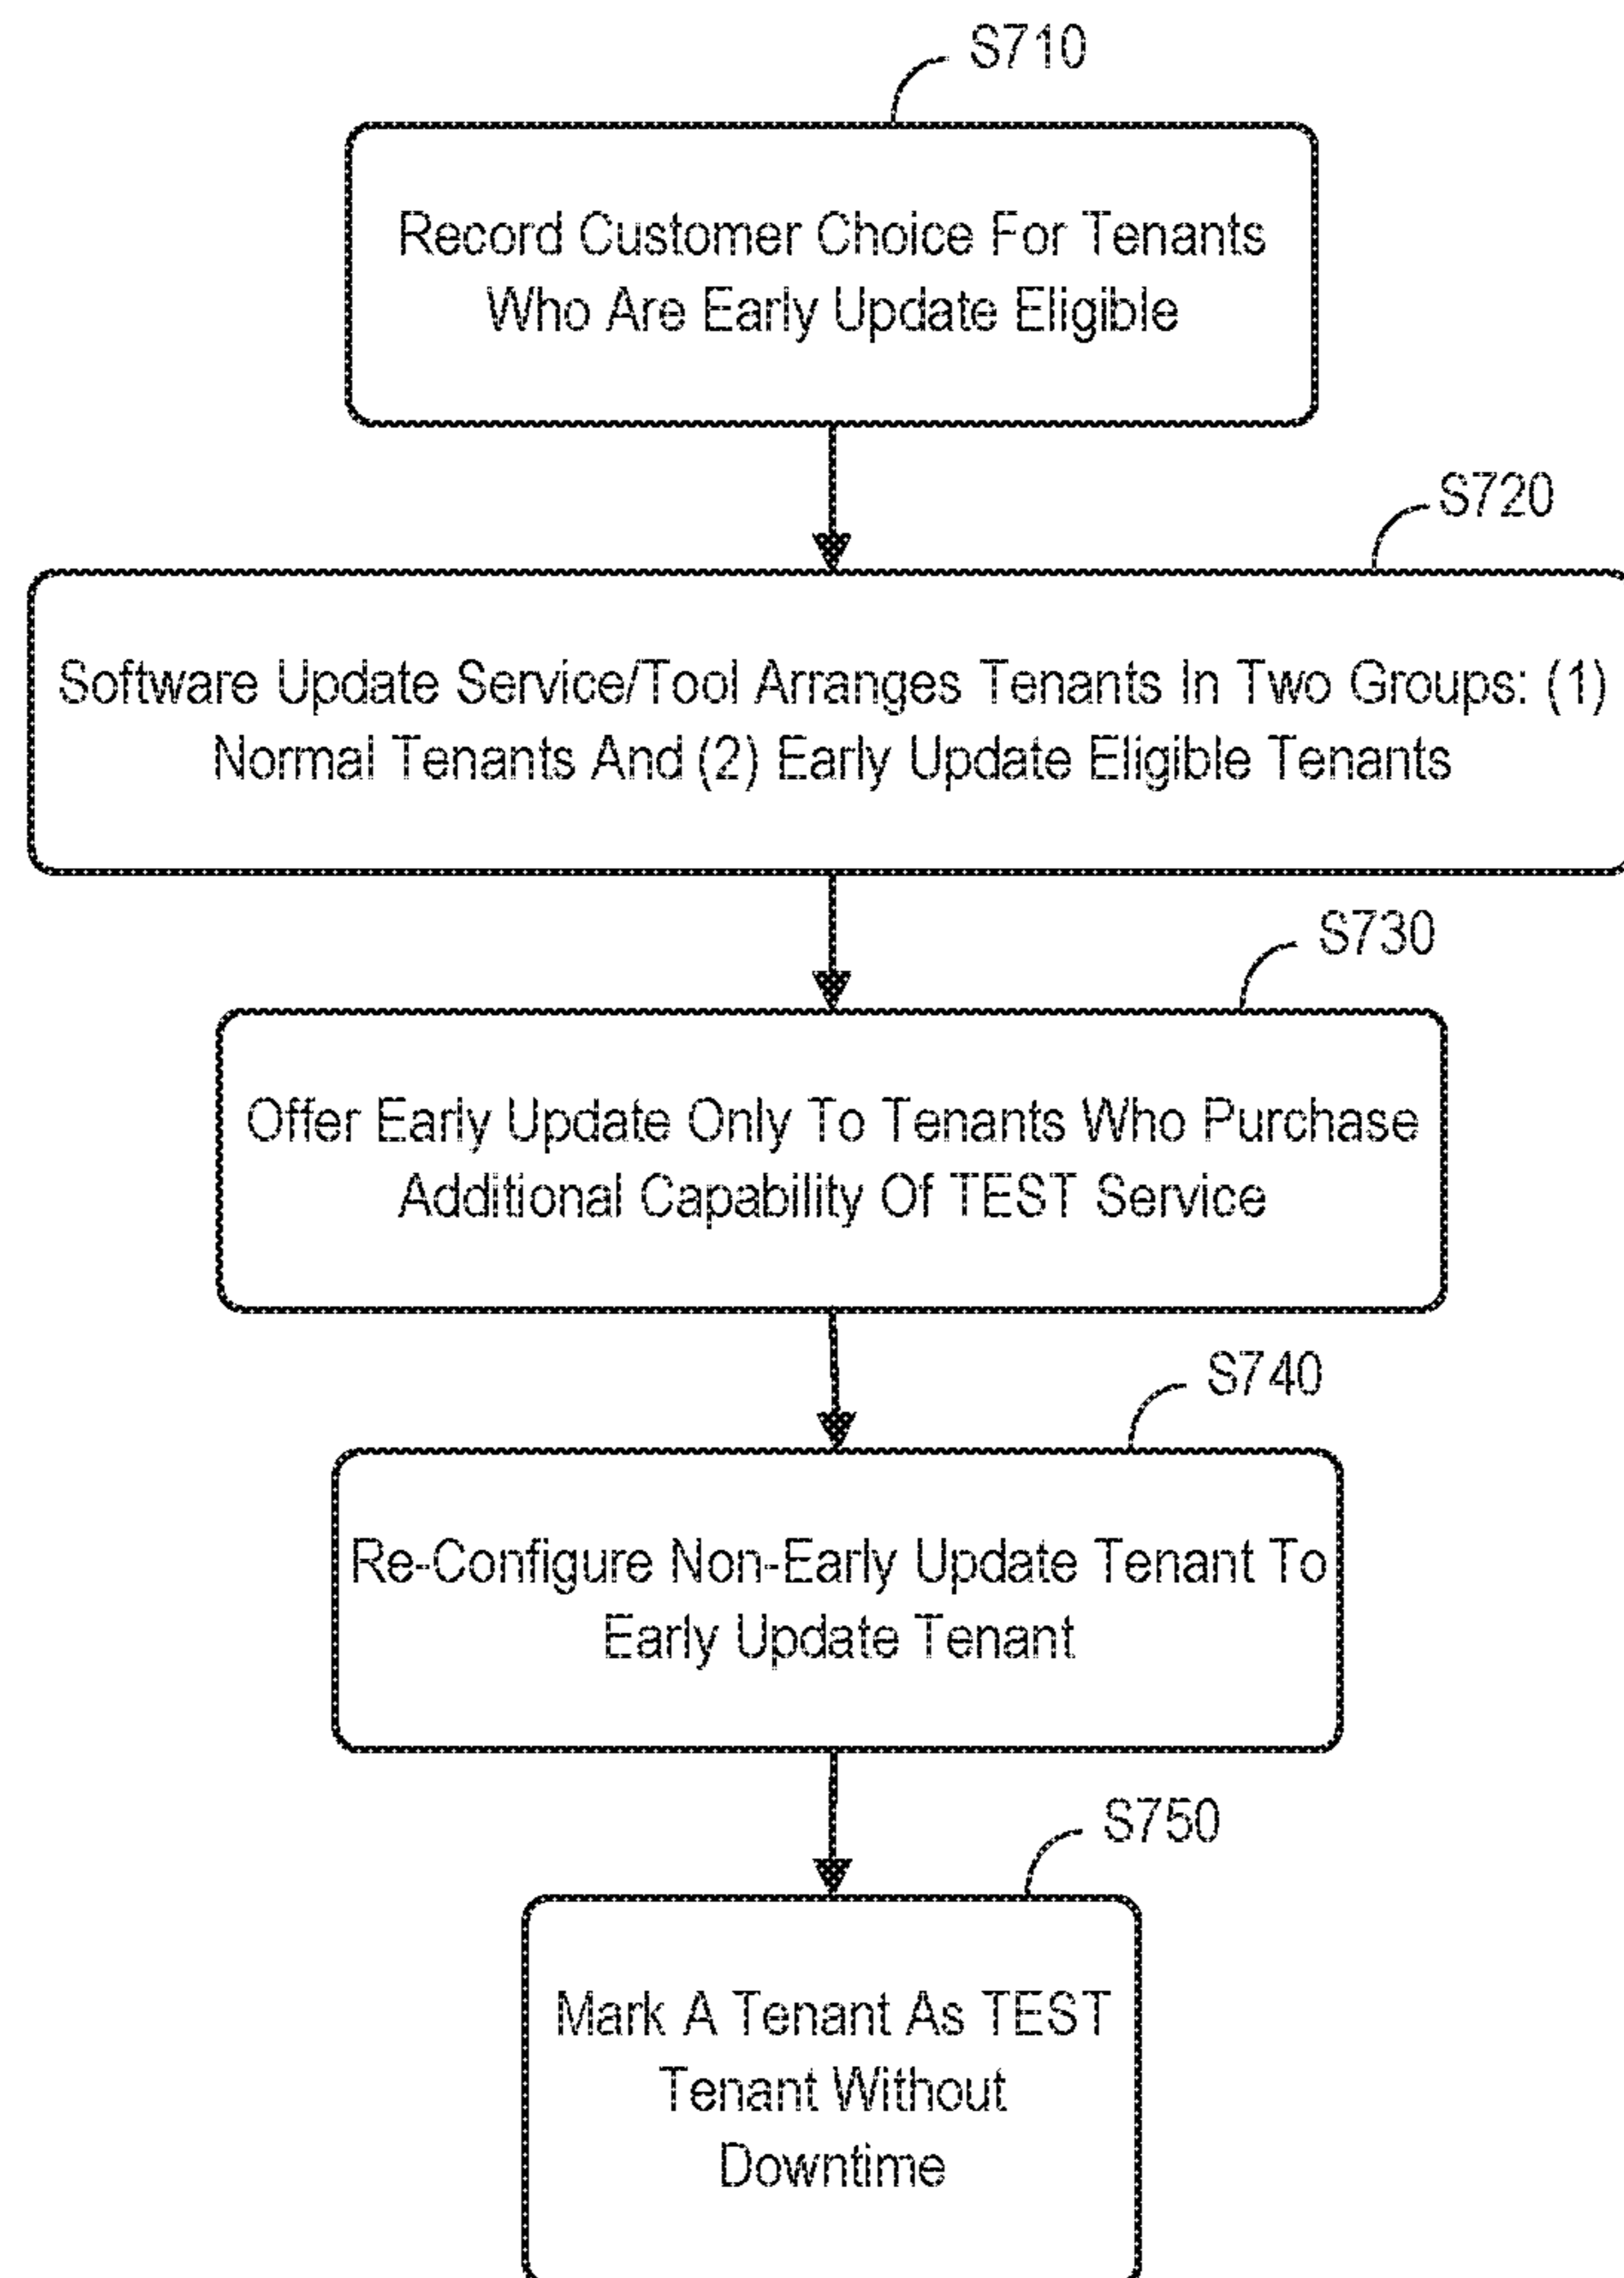 S710
Record Customer Choice For Tenants
Who Are Early Update Eligible
S720
Software Update Service/Tool Arranges Tenants In Two Groups: (1)
Normal Tenants And (2) Early Update Eligible Tenants
S730
Offer Early Update Only To Tenants Who Purchase
Additional Capability Of TEST Service
S740
Re-Configure Non-Early Update Tenant To
Early Update Tenant
S750
Mark A Tenant As TEST
Tenant Without
Downtime